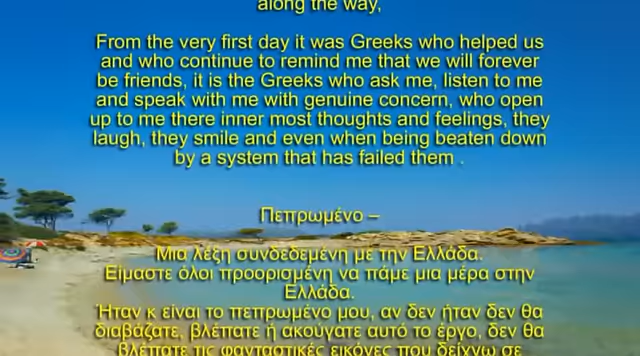 along the way,
From the very first day it was Greeks who helped us
and who continue to remind me that we will forever
be friends, it is the Greeks who ask me, listen to me
and speak with me with genuine concern, who open
up to me there inner most thoughts and feelings, they
laugh, they smile and even when being beaten down
by a system that has failed them .
Πεπρωμένο –
Μια λέξη συνδεδεμένη με την Ελλάδα.
Είμαστε όλοι προορισμένη να πάμε μια μέρα στην
Ελλάδα.
Ήταν κ είναι το πεπρωμένο μου, αν δεν ήταν δεν θα
διαβάζατε, βλέπατε ή ακούγατε αυτό το έργο, δεν θα
βλέπατε τις φανταστικές εικόνες που δείχνω σε